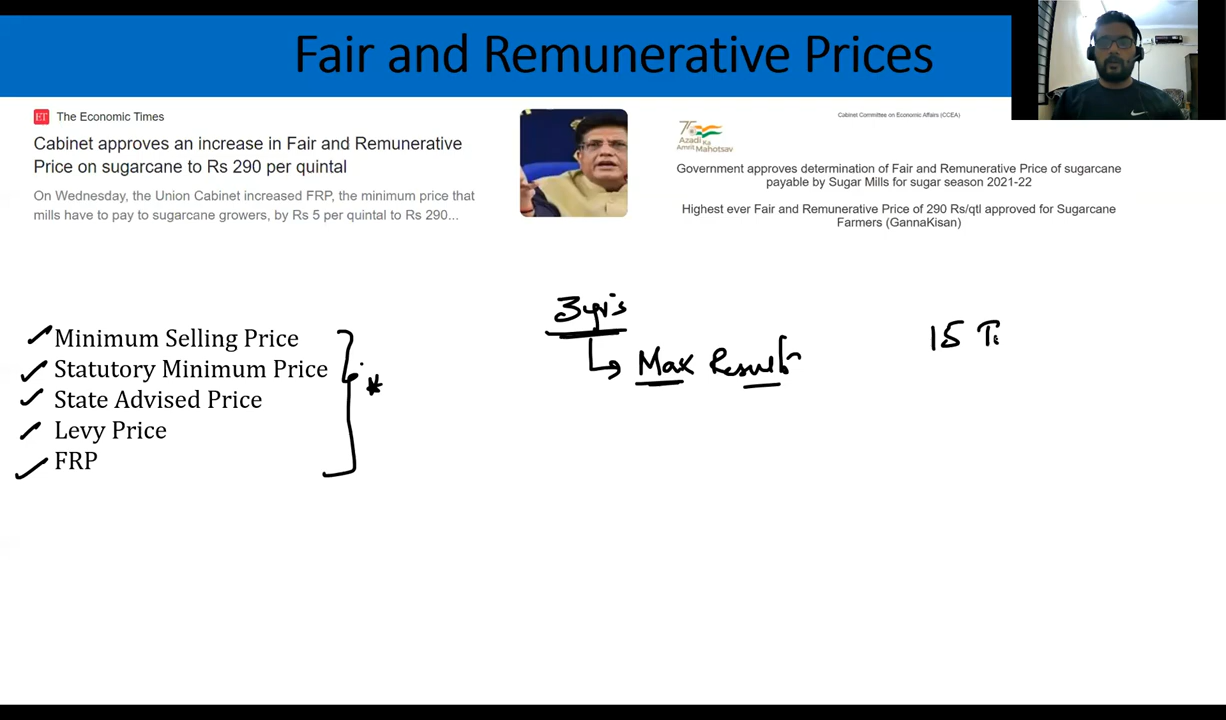 Fair and Remunerative Prices
ET The Economic Times
Cabinet approves an increase in Fair and Remunerative
Price on sugarcane to Rs 290 per quintal
On Wednesday, the Union Cabinet increased FRP, the minimum price that
mills have to pay to sugarcane growers, by Rs 5 per quintal to Rs 290...
Cabinet Committee on Economic Affairs (CCEA)
75
Azadi Ka
Amrit Mahotsav
Government approves determination of Fair and Remunerative Price of sugarcane
payable by Sugar Mills for sugar season 2021-22
Highest ever Fair and Remunerative Price of 290 Rs/qtl approved for Sugarcane
Farmers (GannaKisan)
Minimum Selling Price
Statutory Minimum Price
State Advised Price
Levy Price
FRP
3yr's
Max Result
15